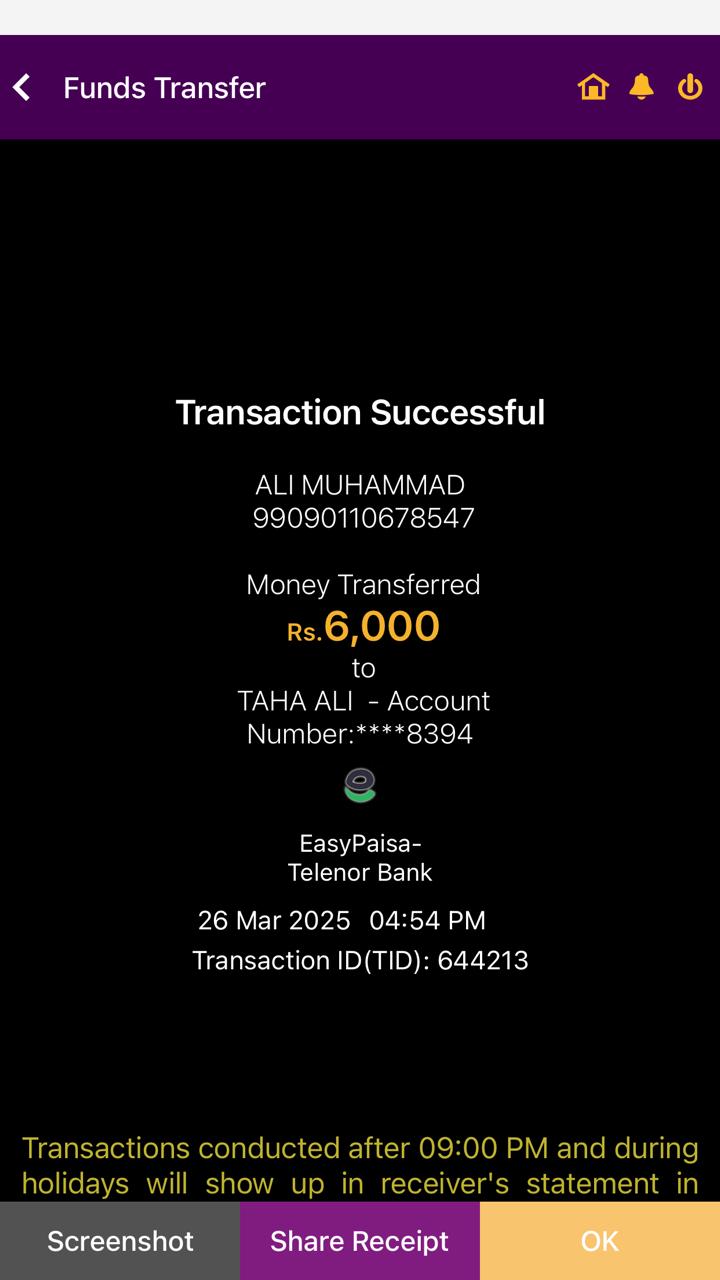 Funds Transfer
Transaction Successful
ALI MUHAMMAD
99090110678547
Money Transferred
Rs.6,000
to
TAHA ALI - Account
Number:****8394
EasyPaisa-
Telenor Bank
26 Mar 2025 04:54 PM
Transaction ID(TID): 644213
Transactions conducted after 09:00 PM and during
holidays will show up in receiver's statement in
Screenshot
Share Receipt
OK